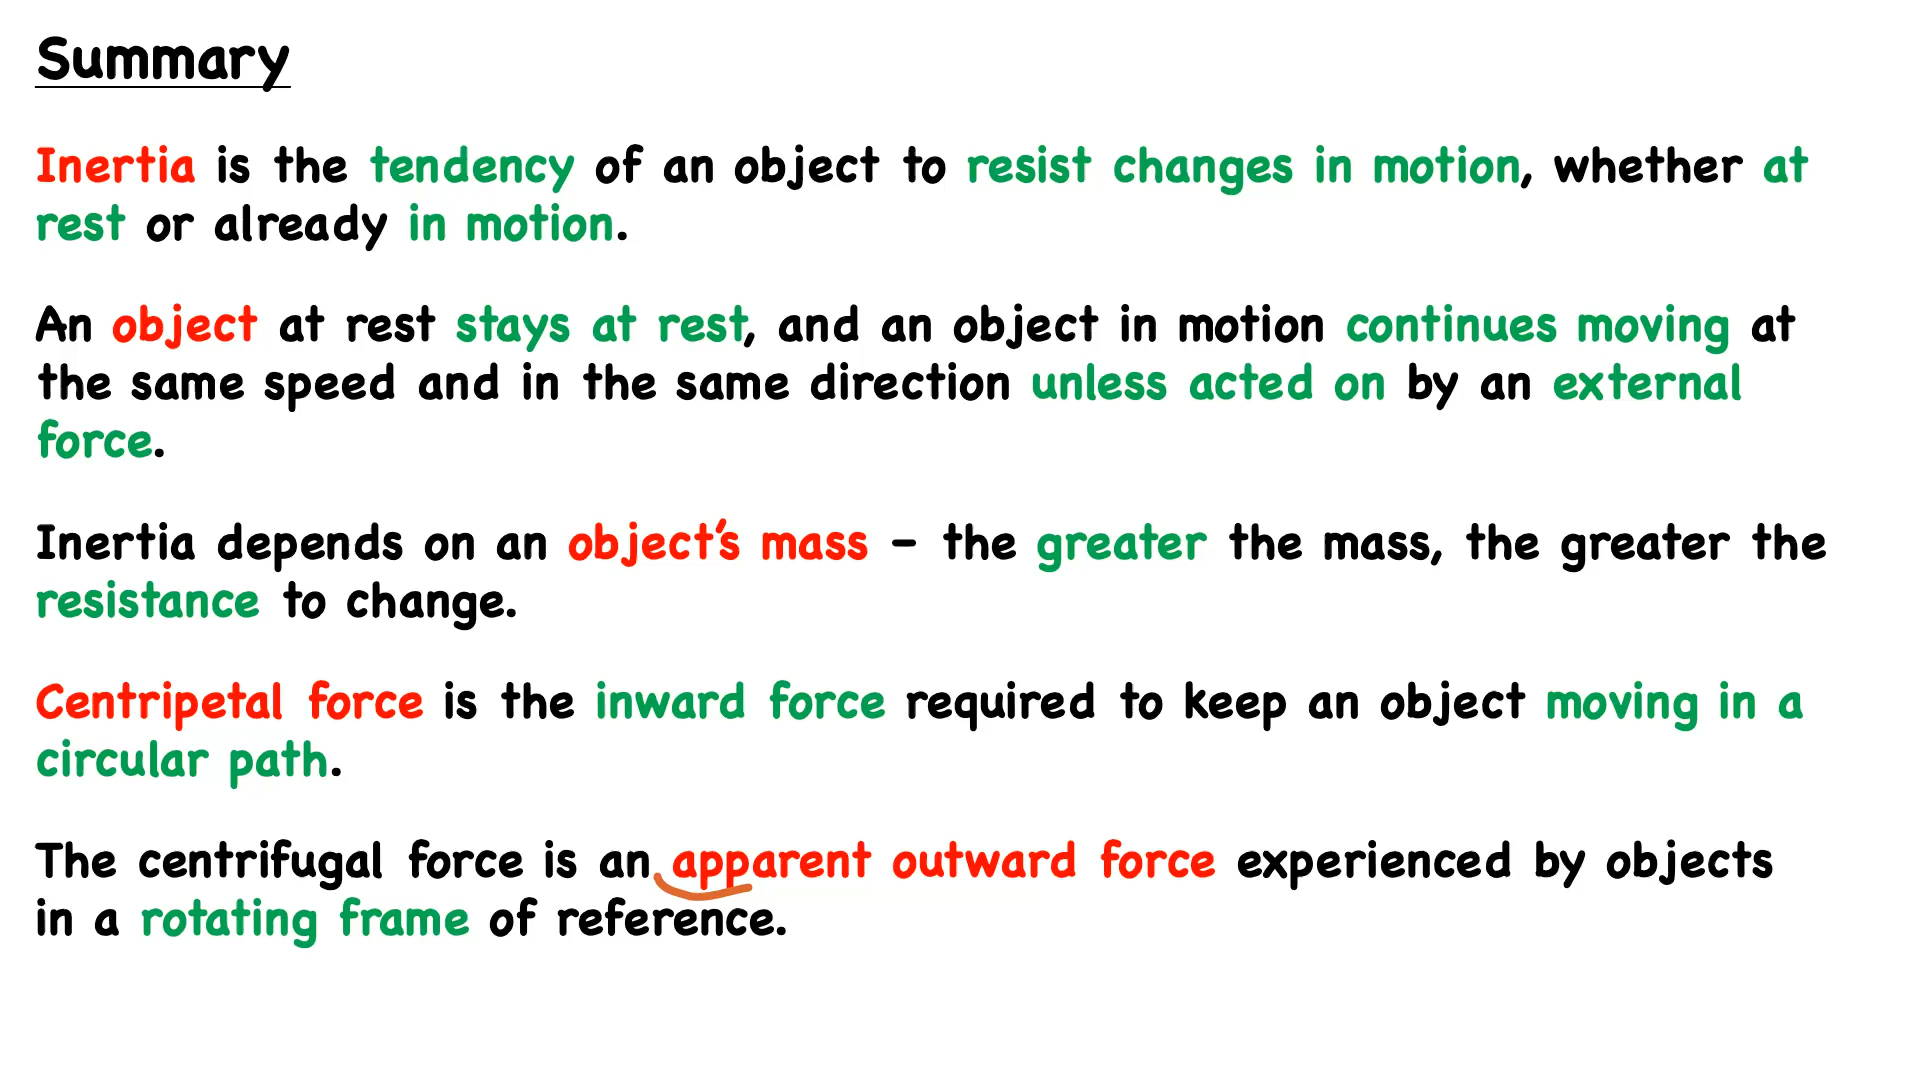 Summary
Inertia is the tendency of an object to resist changes in motion, whether at
rest or already in motion.
An object at rest stays at rest, and an object in motion continues moving at
the same speed and in the same direction unless acted on by an external
force.
Inertia depends on an object’s mass – the greater the mass, the greater the
resistance to change.
Centripetal force is the inward force required to keep an object moving in a
circular path.
The centrifugal force is an apparent outward force experienced by objects
in a rotating frame of reference.